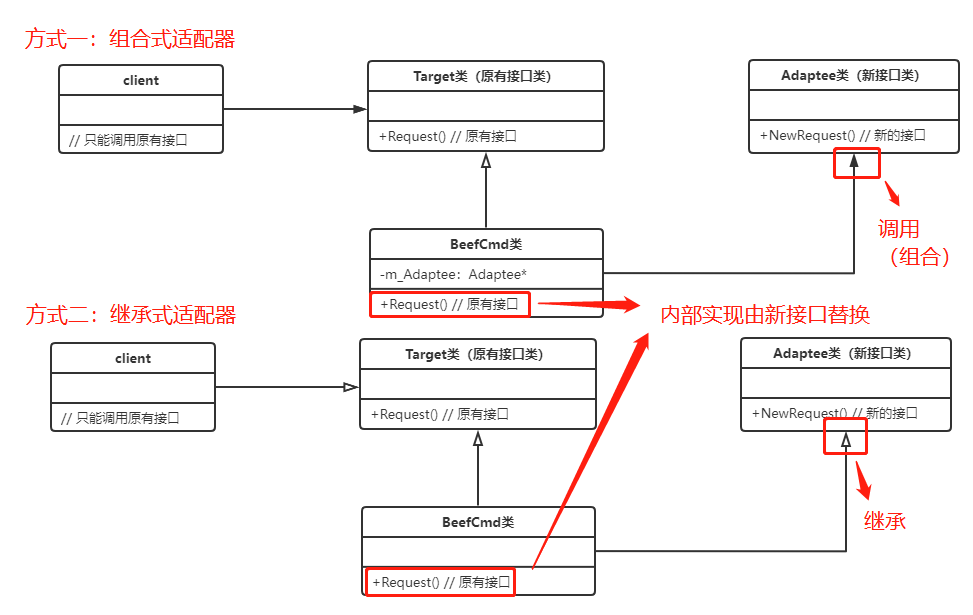 方式一：组合式适配器
client
// 只能调用原有接口
Target类（原有接口类）
+Request() // 原有接口
Adaptee类（新接口类）
+NewRequest() // 新的接口
调用
（组合）
BeefCmd类
-m_Adaptee：Adaptee*
+Request() // 原有接口
内部实现由新接口替换
方式二：继承式适配器
client
// 只能调用原有接口
Target类（原有接口类）
+Request() // 原有接口
Adaptee类（新接口类）
+NewRequest() // 新的接口
继承
BeefCmd类
+Request() // 原有接口